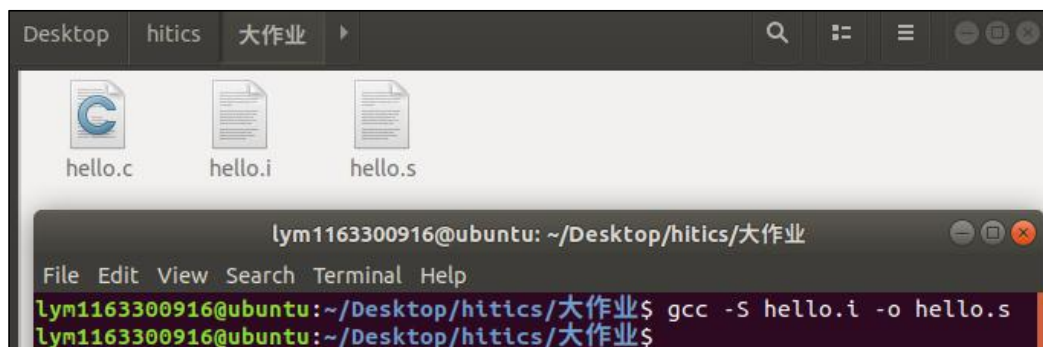 Desktop hitics 大作业
hello.c hello.i hello.s
lym1163300916@ubuntu: ~/Desktop/hitics/大作业
File Edit View Search Terminal Help
lym1163300916@ubuntu:~/Desktop/hitics/大作业$ gcc -S hello.i -o hello.s
lym1163300916@ubuntu:~/Desktop/hitics/大作业$